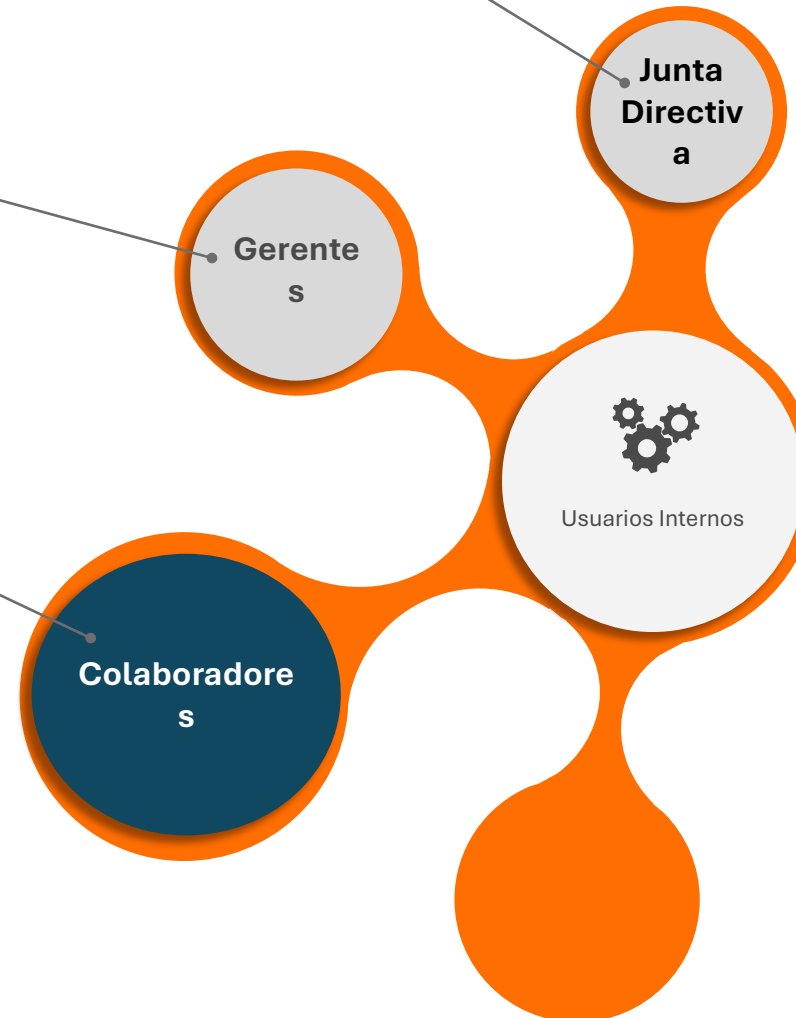 Junta
Directiv
a
Gerente
s
Usuarios Internos
Colaboradore
s